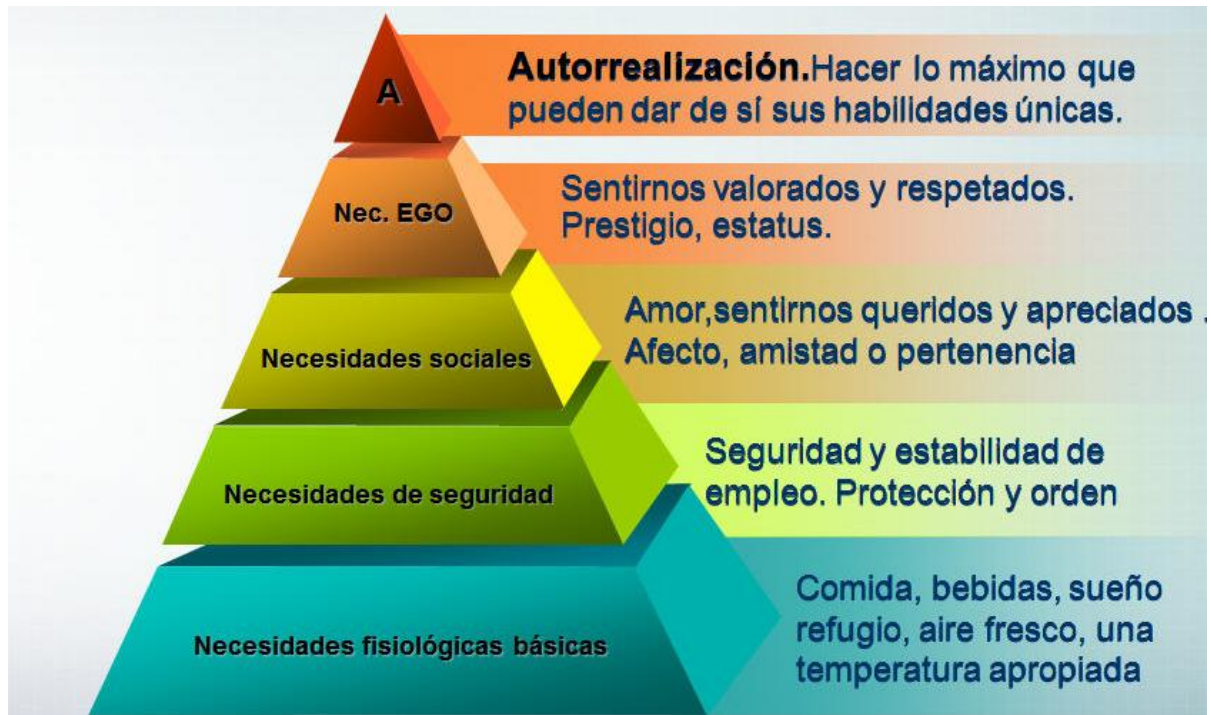 A
Autorrealización.Hacer lo máximo que
pueden dar de sí sus habilidades únicas.
Nec. EGO
Sentirnos valorados y respetados.
Prestigio, estatus.
Necesidades sociales
Amor,sentirnos queridos y apreciados .
Afecto, amistad o pertenencia
Necesidades de seguridad
Seguridad y estabilidad de
empleo. Protección y orden
Necesidades fisiológicas básicas
Comida, bebidas, sueño
refugio, aire fresco, una
temperatura apropiada